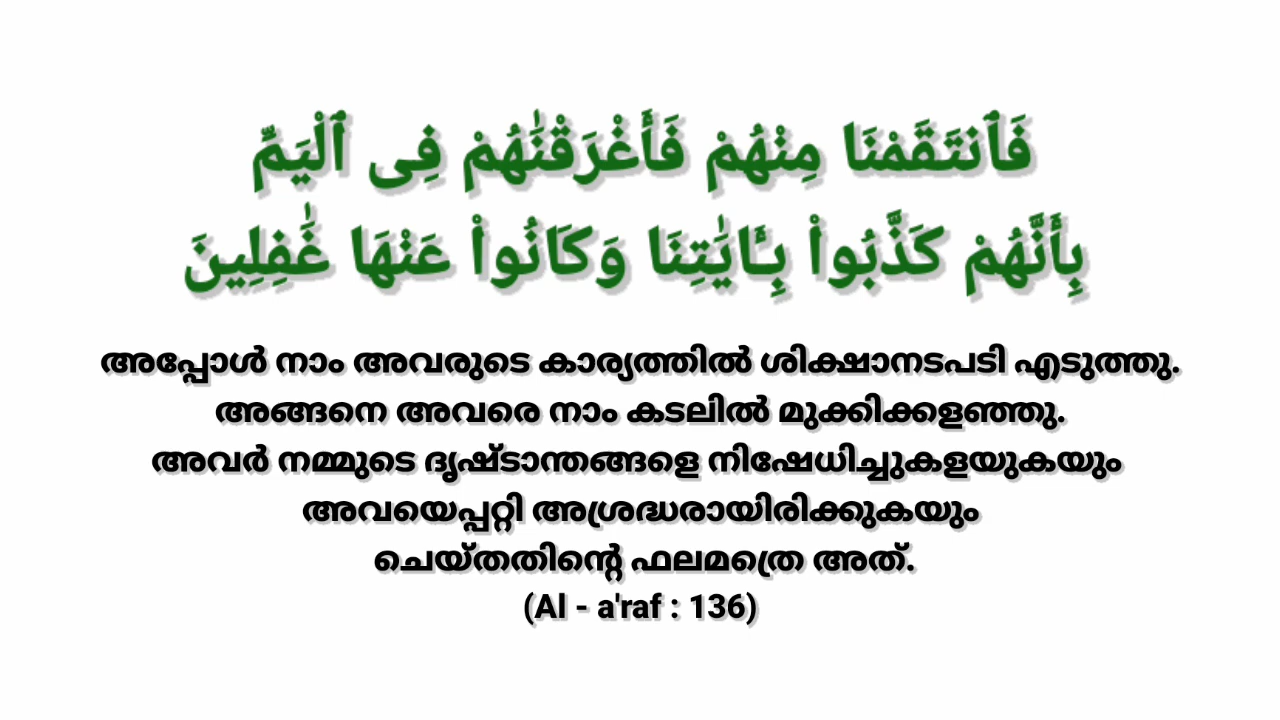 فَٱنتَقَمْنَا مِنْهُمْ فَأَغْرَقْنَٰهُمْ فِى ٱلْيَمِّ
بِأَنَّهُمْ كَذَّبُوا۟ بِـَٔايَٰتِنَا وَكَانُوا۟ عَنْهَا غَٰفِلِينَ
അപ്പോൾ നാം അവരുടെ കാര്യത്തിൽ ശിക്ഷാനടപടി എടുത്തു.
അങ്ങനെ അവരെ നാം കടലിൽ മുക്കിക്കളഞ്ഞു.
അവർ നമ്മുടെ ദൃഷ്ടാന്തങ്ങളെ നിഷേധിച്ചുകളയുകയും
അവയെപ്പറ്റി അശ്രദ്ധരായിരിക്കുകയും
ചെയ്തതിന്റെ ഫലമത്രെ അത്.
(Al - a'raf : 136)